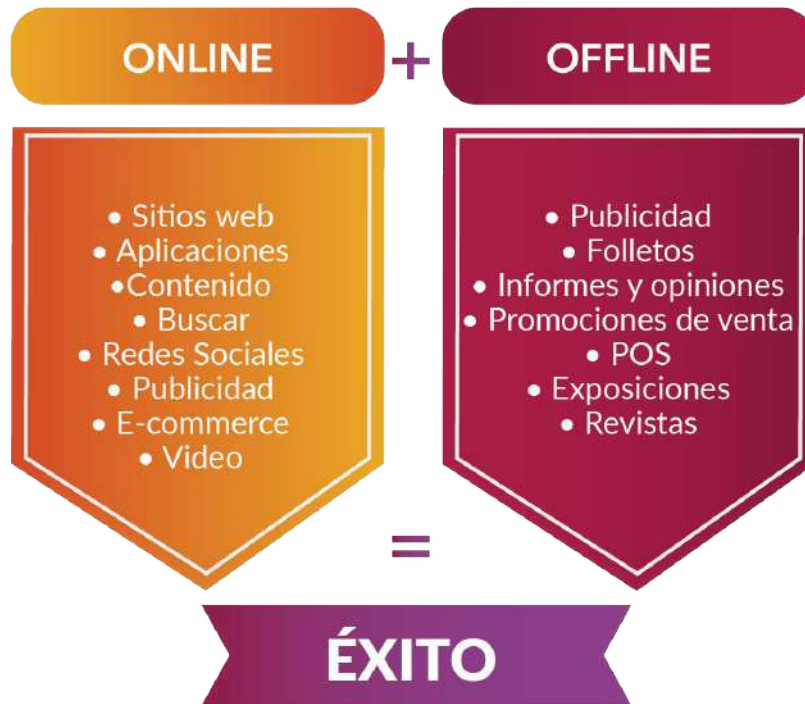 ONLINE + OFFLINE
• Sitios web
• Aplicaciones
•Contenido
• Buscar
• Redes Sociales
• Publicidad
• E-commerce
• Video
• Publicidad
• Folletos
• Informes y opiniones
• Promociones de venta
• POS
• Exposiciones
• Revistas
=
ÉXITO